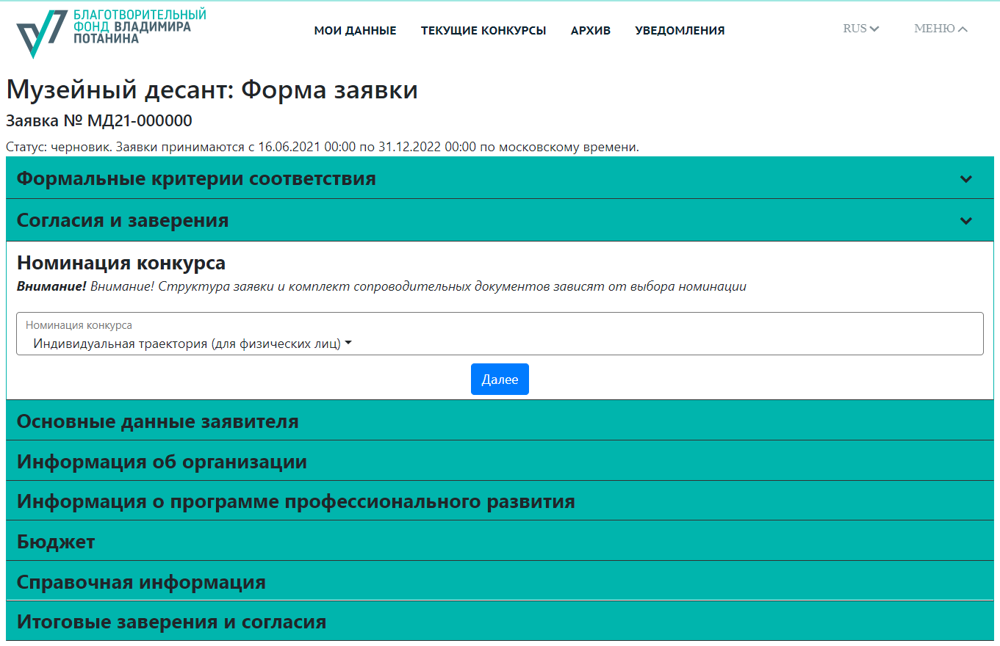 БЛАГОТВОРИТЕЛЬНЫЙ
ФОНД ВЛАДИМИРА
ПОТАНИНА
МОИ ДАННЫЕ ТЕКУЩИЕ КОНКУРСЫ АРХИВ УВЕДОМЛЕНИЯ RUS МЕНЮ
Музейный десант: Форма заявки
Заявка № МД21-000000
Статус: черновик. Заявки принимаются с 16.06.2021 00:00 по 31.12.2022 00:00 по московскому времени.
Формальные критерии соответствия
Согласия и заверения
Номинация конкурса
Внимание! Внимание! Структура заявки и комплект сопроводительных документов зависят от выбора номинации
Номинация конкурса
Индивидуальная траектория (для физических лиц)
Далее
Основные данные заявителя
Информация об организации
Информация о программе профессионального развития
Бюджет
Справочная информация
Итоговые заверения и согласия